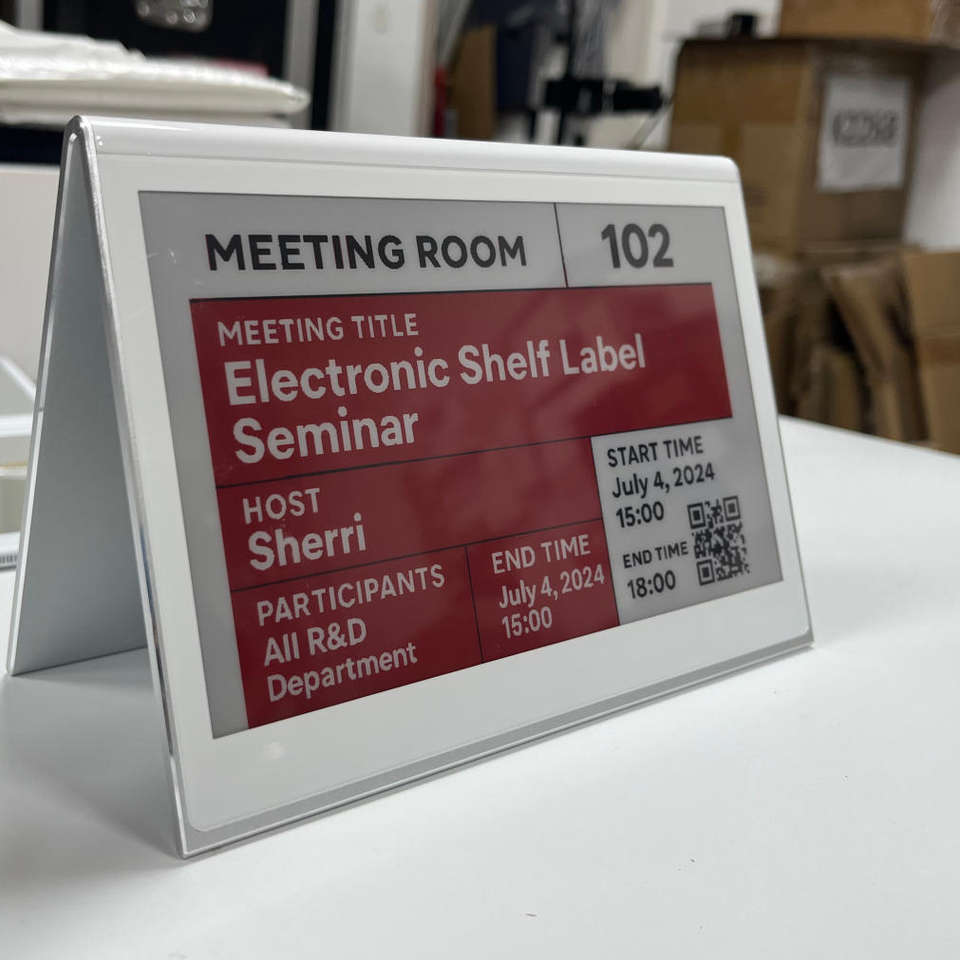 MEETING ROOM
102
MEETING TITLE
Electronic Shelf Label
Seminar
HOST
Sherri
PARTICIPANTS
All R&D
Department
END TIME
July 4, 2024
15:00
START TIME
July 4, 2024
15:00
END TIME
18:00